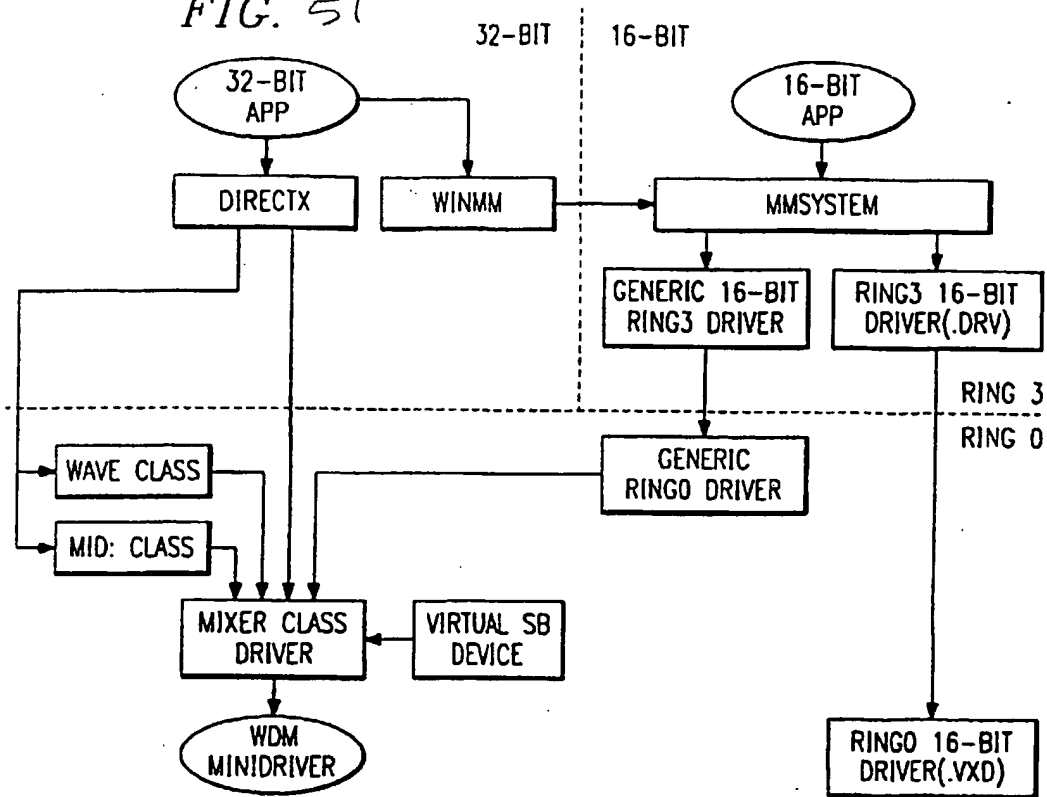 FIG. 51
32-BIT
16-BIT
32-BIT
APP
16-BIT
APP
DIRECTX
WINMM
MMSYSTEM
GENERIC 16-BIT
RING3 DRIVER
RING3 16-BIT
DRIVER(.DRV)
RING 3
RING 0
WAVE CLASS
GENERIC
RING0 DRIVER
MID: CLASS
MIXER CLASS
DRIVER
VIRTUAL SB
DEVICE
WDM
MINIDRIVER
RING0 16-BIT
DRIVER(.VXD)